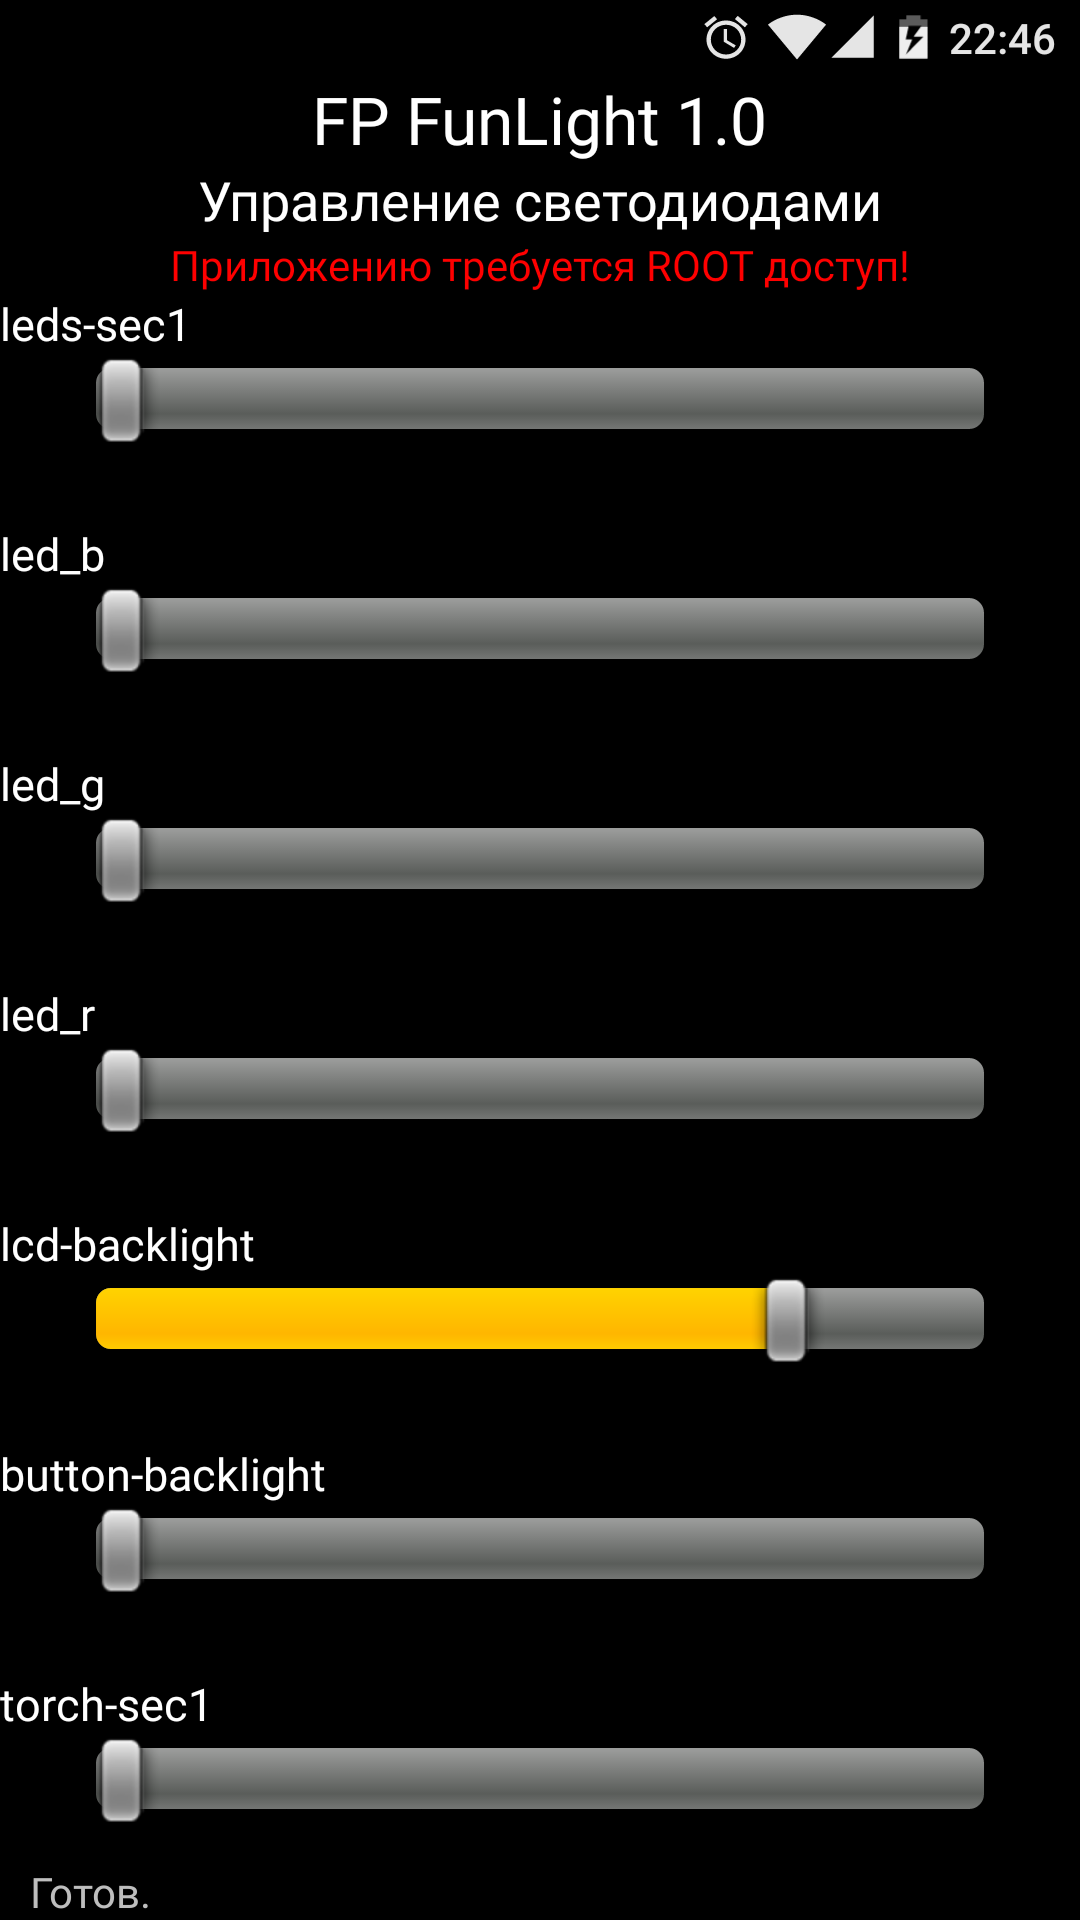 22:46
FP FunLight 1.0
Управление светодиодами
Приложению требуется ROOT доступ!
leds-sec1
led_b
led_g
led_r
lcd-backlight
button-backlight
torch-sec1
Готов.